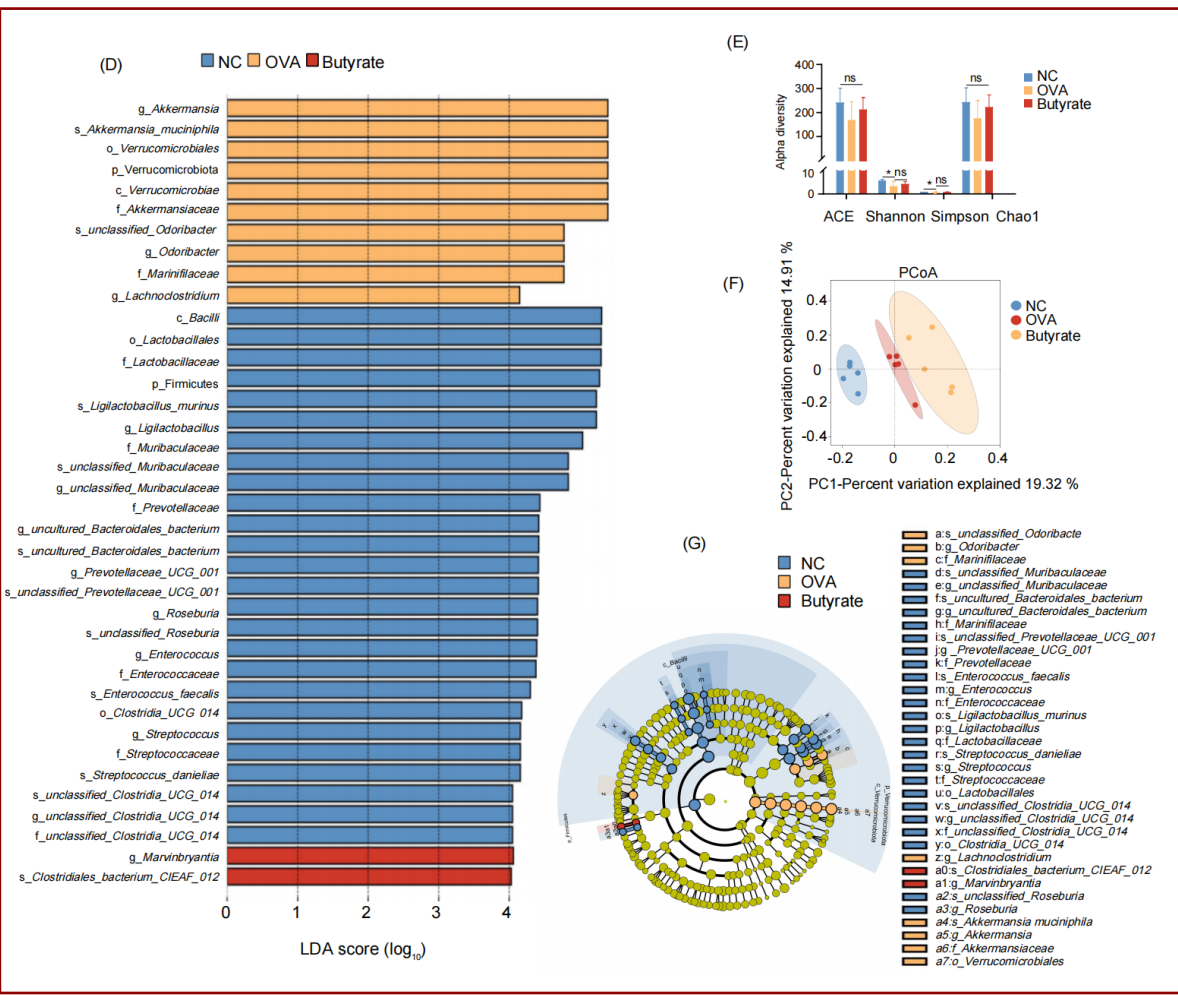 (D)
NC OVA Butyrate
g_Akkermansia
s_Akkermansia_muciniphila
o_Verrucomicrobiales
p_Verrucomicrobiota
c_Verrucomicrobiae
f_Akkermansiaceae
s_unclassified_Odoribacter
g_Odoribacter
f_Marinifilaceae
g_Lachnoclostridium
c_Bacilli
o_Lactobacillales
f_Lactobacillaceae
p_Firmicutes
s_Ligilactobacillus_murinus
g_Ligilactobacillus
f_Muribaculaceae
s_unclassified_Muribaculaceae
g_unclassified_Muribaculaceae
f_Prevotellaceae
g_uncultured_Bacteroidales_bacterium
s_uncultured_Bacteroidales_bacterium
g_Prevotellaceae_UCG_001
s_unclassified_Prevotellaceae_UCG_001
g_Roseburia
s_unclassified_Roseburia
g_Enterococcus
f_Enterococcaceae
s_Enterococcus_faecalis
o_Clostridia_UCG 014
g_Streptococcus
f_Streptococcaceae
s_Streptococcus_danieliae
s_unclassified_Clostridia_UCG_014
g_unclassified_Clostridia_UCG_014
f_unclassified_Clostridia_UCG_014
g_Marvinbryantia
s_Clostridiales_bacterium_CIEAF_012
0 1 2 3 4
LDA score (log10)
(E)
Alpha diversity
400
300
200
100
10
0
ns
* ns
* ns
ns
ACE Shannon Simpson Chao1
NC
OVA
Butyrate
(F)
PCoA
PC2-Percent variation explained 14.91 %
0.4
0.2
0
-0.2
-0.4
-0.2 0 0.2 0.4
PC1-Percent variation explained 19.32 %
NC
OVA
Butyrate
(G)
NC
OVA
Butyrate
c_Bacilli
p_Verrucomicrobiota
c_Verrucomicrobiota
a4 a5 a6 a7
a:s_unclassified_Odoribacte
b:g_Odoribacter
c:f_Marinifilaceae
d:s_unclassified_Muribaculaceae
e:g_unclassified_Muribaculaceae
f:s_uncultured_Bacteroidales_bacterium
g:g_uncultured_Bacteroidales_bacterium
h:f_Marinifilaceae
i:s_unclassified_Prevotellaceae_UCG_001
j:g_Prevotellaceae_UCG_001
k:f_Prevotellaceae
l:s_Enterococcus_faecalis
m:g_Enterococcus
n:f_Enterococcaceae
o:s_Ligilactobacillus_murinus
p:g_Ligilactobacillus
q:f_Lactobacillaceae
r:s_Streptococcus_danieliae
s:g_Streptococcus
t:f_Streptococcaceae
u:o_Lactobacillales
v:s_unclassified_Clostridia_UCG_014
w:g_unclassified_Clostridia_UCG_014
x:f_unclassified_Clostridia_UCG_014
y:o_Clostridia_UCG_014
z:g_Lachnoclostridium
a0:s_Clostridiales_bacterium_CIEAF_012
a1:g_Marvinbryantia
a2:s_unclassified_Roseburia
a3:g_Roseburia
a4:s_Akkermansia muciniphila
a5:g_Akkermansia
a6:f_Akkermansiaceae
a7:o_Verrucomicrobiales